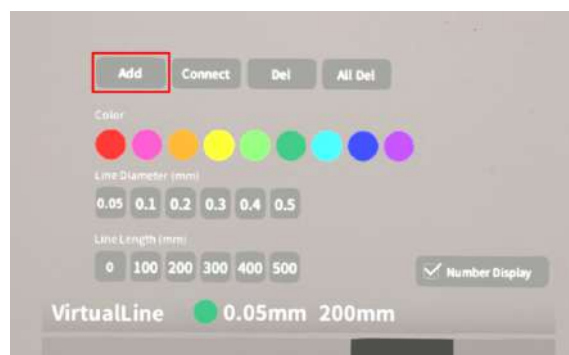 Add Connect Del All Del
Color
Line Diameter (mm)
0.05 0.1 0.2 0.3 0.4 0.5
Line Length (mm)
0 100 200 300 400 500
Number Display
VirtualLine 0.05mm 200mm